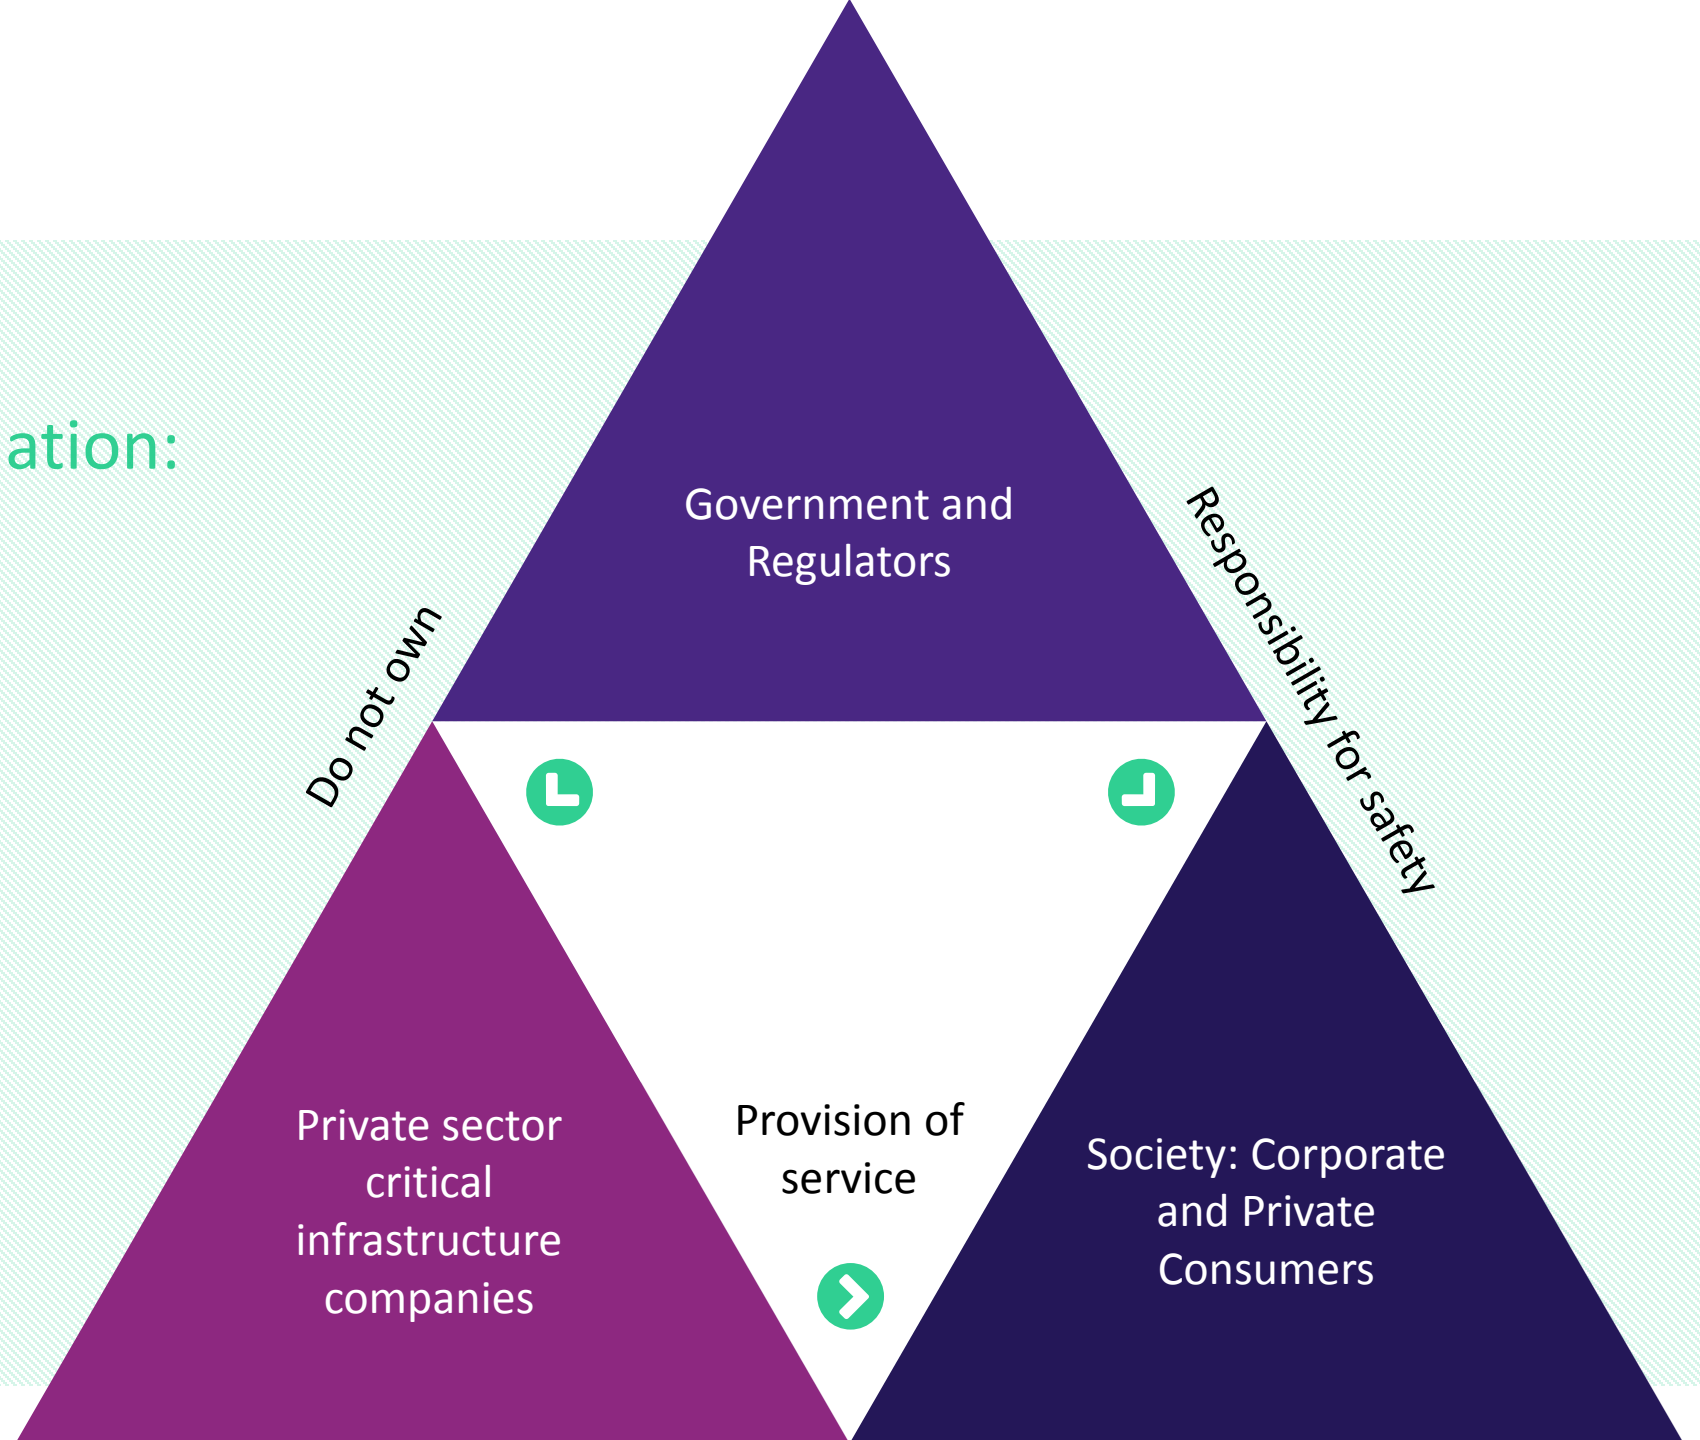 ation:
Government and
Regulators
Do not own
Responsibility for safety
Private sector
critical
infrastructure
companies
Provision of
service
Society: Corporate
and Private
Consumers